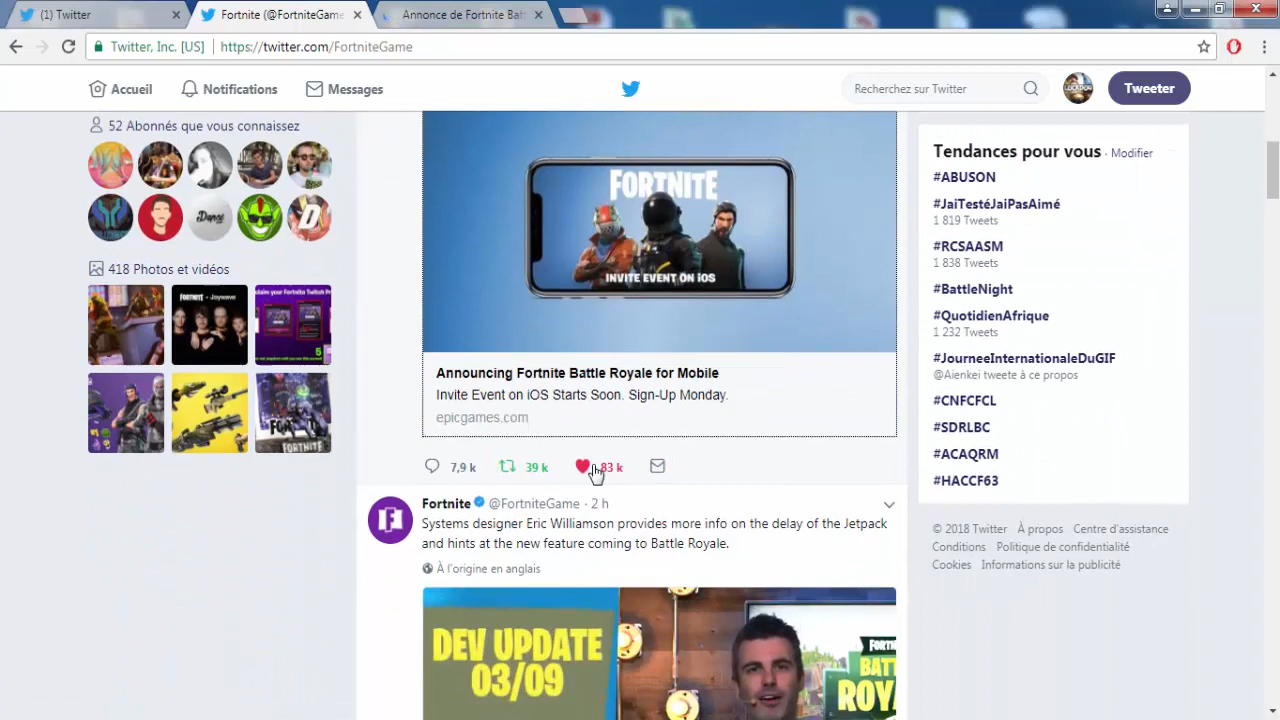 (1) Twitter
Fortnite (@FortniteGame
Annonce de Fortnite Batt
Twitter, Inc. [US]
https://twitter.com/FortniteGame
Accueil
Notifications
Messages
Recherchez sur Twitter
Tweeter
52 Abonnés que vous connaissez
Dance
D
418 Photos et vidéos
FORTNITE
FORTNITE
INVITE EVENT ON iOS
Announcing Fortnite Battle Royale for Mobile
Invite Event on iOS Starts Soon. Sign-Up Monday.
epicgames.com
7,9 k
39 k
83 k
Fortnite @FortniteGame · 2 h
Systems designer Eric Williamson provides more info on the delay of the Jetpack
and hints at the new feature coming to Battle Royale.
À l'origine en anglais
DEV UPDATE
03/09
Tendances pour vous · Modifier
#ABUSON
#JaiTestéJaiPasAimé
1 819 Tweets
#RCSAASM
1 838 Tweets
#BattleNight
#QuotidienAfrique
1 232 Tweets
#JourneeInternationaleDuGIF
@Aienkei tweete à ce propos
#CNFCFCL
#SDRLBC
#ACAQRM
#HACCF63
© 2018 Twitter À propos Centre d'assistance
Conditions Politique de confidentialité
Cookies Informations sur la publicité